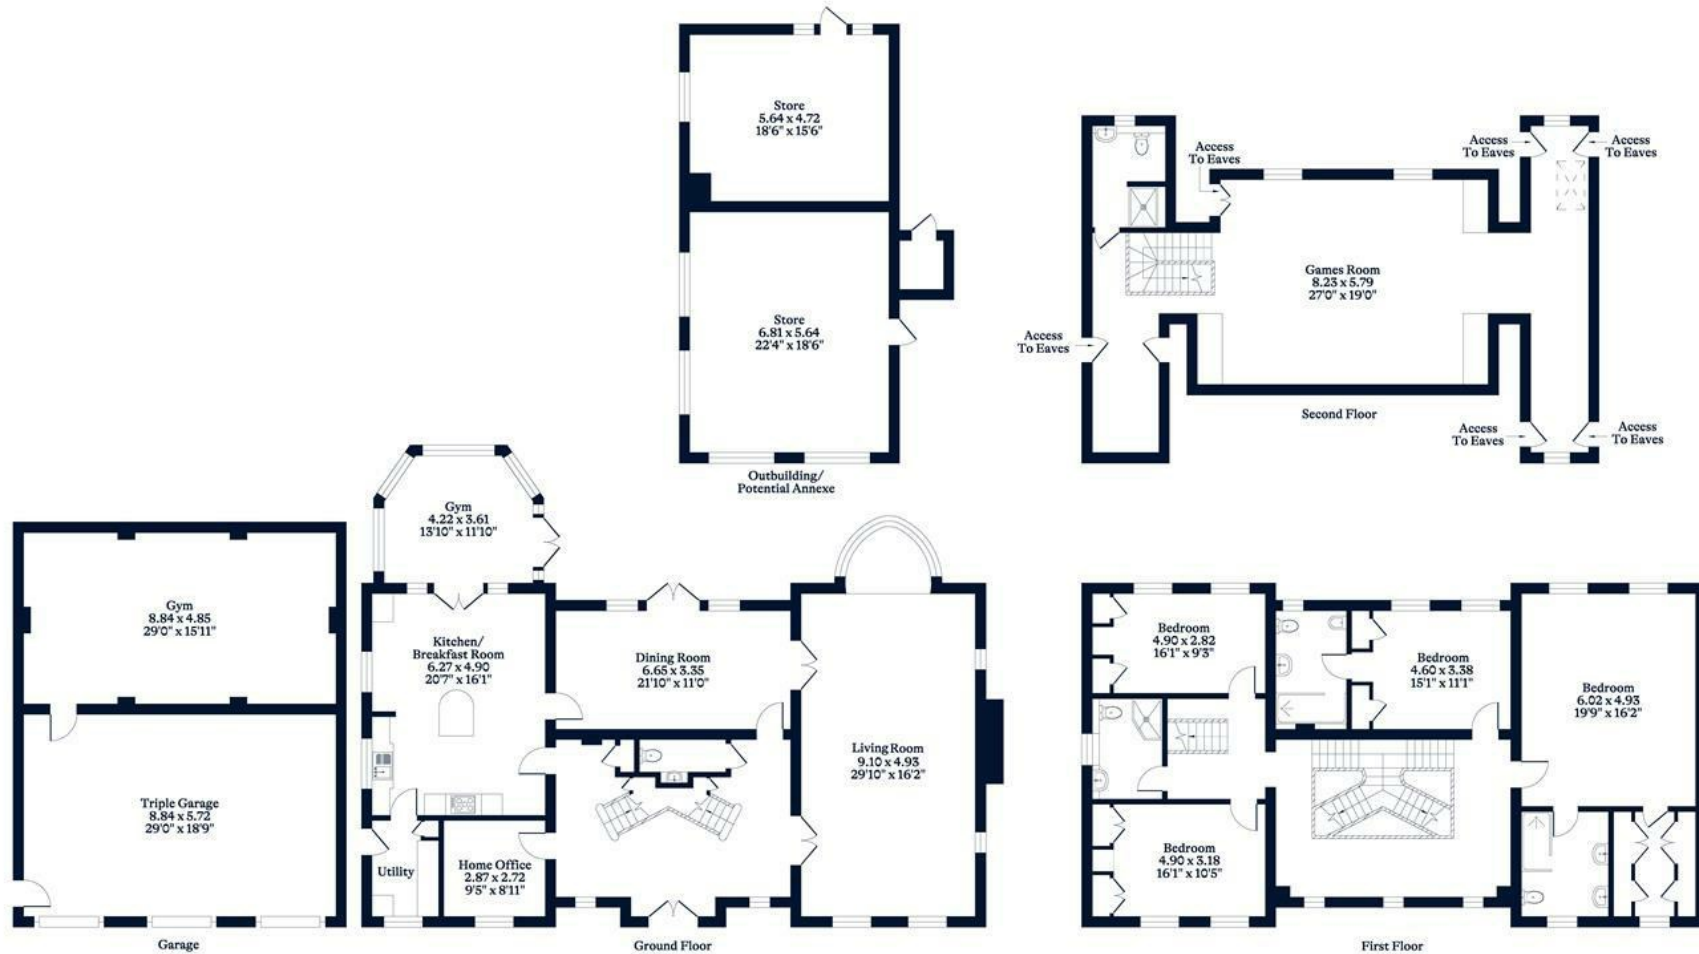 Store
5.64 x 4.72
18'6" x 15'6"
Store
6.81 x 5.64
22'4" x 18'6"
Outbuilding/
Potential Annexe
Access
To Eaves
Access
To Eaves
Access
To Eaves
Games Room
8.23 x 5.79
27'0" x 19'0"
Access
To Eaves
Second Floor
Access
To Eaves
Access
To Eaves
Gym
8.84 x 4.85
29'0" x 15'11"
Triple Garage
8.84 x 5.72
29'0" x 18'9"
Garage
Gym
4.22 x 3.61
13'10" x 11'10"
Kitchen/
Breakfast Room
6.27 x 4.90
20'7" x 16'1"
Dining Room
6.65 x 3.35
21'10" x 11'0"
Living Room
9.10 x 4.93
29'10" x 16'2"
Utility
Home Office
2.87 x 2.72
9'5" x 8'11"
Ground Floor
Bedroom
4.90 x 2.82
16'1" x 9'3"
Bedroom
4.60 x 3.38
15'1" x 11'1"
Bedroom
6.02 x 4.93
19'9" x 16'2"
Bedroom
4.90 x 3.18
16'1" x 10'5"
First Floor